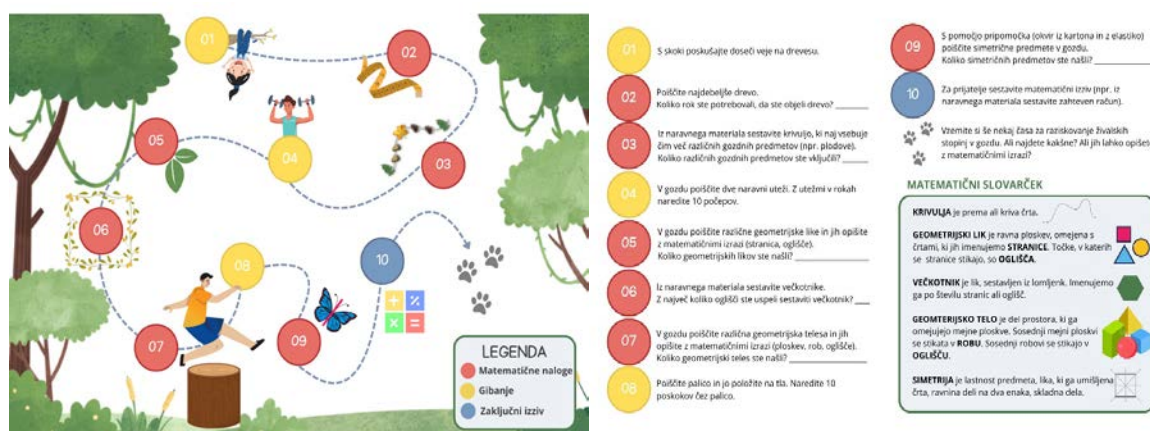 01
02
03
04
05
06
07
08
09
10
LEGENDA
Matematične naloge
Gibanje
Zaključni izziv
01
S skoki poskušajte doseči veje na drevesu.
02
Poiščite najdebeljše drevo.
Koliko rok ste potrebovali, da ste objeli drevo?
03
Iz naravnega materiala sestavite krivuljo, ki naj vsebuje
čim več različnih gozdnih predmetov (npr. plodove).
Koliko različnih gozdnih predmetov ste vključili?
04
V gozdu poiščite dve naravni uteži. Z utežmi v rokah
naredite 10 počepov.
05
V gozdu poiščite različne geometrijske like in jih opišite
z matematičnimi izrazi (stranica, oglišče).
Koliko geometrijskih likov ste našli?
06
Iz naravnega materiala sestavite večkotnike.
Z največ koliko oglišči ste uspeli sestaviti večkotnik?
07
V gozdu poiščite različna geometrijska telesa in jih
opišite z matematičnimi izrazi (ploskev, rob, oglišče).
Koliko geometrijski teles ste našli?
08
Poiščite palico in jo položite na tla. Naredite 10
poskokov čez palico.
09
S pomočjo pripomočka (okvir iz kartona in z elastiko)
poiščite simetrične predmete v gozdu.
Koliko simetričnih predmetov ste našli?
10
Za prijatelje sestavite matematični izziv (npr. iz
naravnega materiala sestavite zahteven račun).
Vzemite si še nekaj časa za raziskovanje živalskih
stopinj v gozdu. Ali najdete kakšne? Ali jih lahko opišete
z matematičnimi izrazi?
MATEMATIČNI SLOVARČEK
KRIVULJA je prema ali kriva črta.
GEOMETRIJSKI LIK je ravna ploskev, omejena s
črtami, ki jih imenujemo STRANICE. Točke, v katerih
se stranice stikajo, so OGLIŠČA.
VEČKOTNIK je lik, sestavljen iz lomljenk. Imenujemo
ga po številu stranic ali oglišč.
GEOMTERIJSKO TELO je del prostora, ki ga
omejujejo mejne ploskve. Sosednji mejni ploskvi
se stikata v ROBU. Sosednji robovi se stikajo v
OGLIŠČU.
SIMETRIJA je lastnost predmeta, lika, ki ga umišljena
črta, ravnina deli na dva enaka, skladna dela.